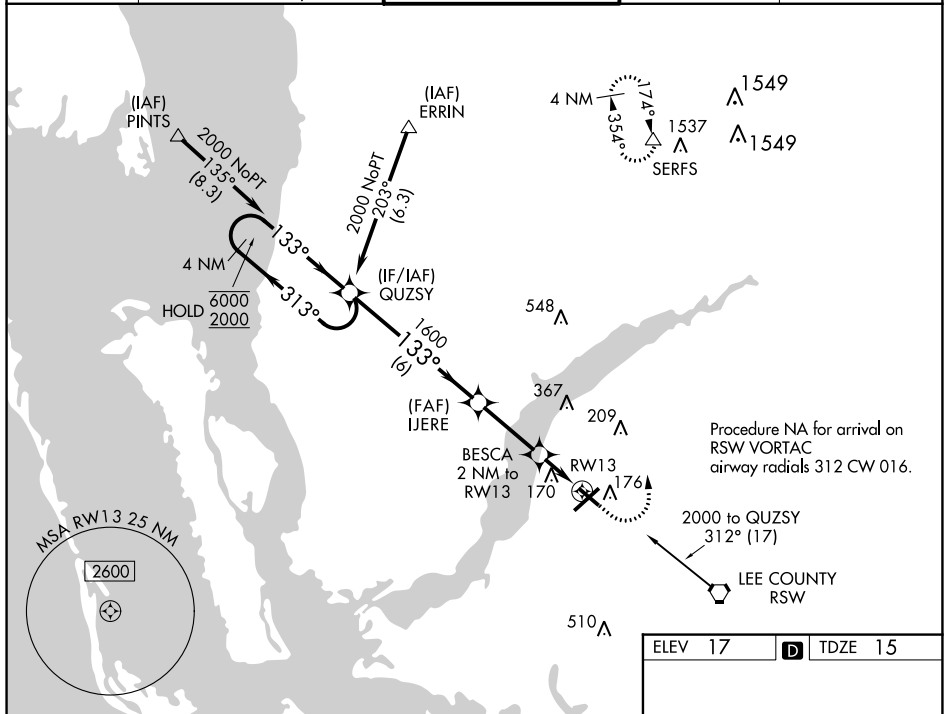 (IAF)
PINTS
2000 NoPT
135°
(8.3)
(IAF)
ERRIN
2000 NoPT
203°
(6.3)
4 NM
174°
354°
SERFS
1537
1549
1549
133°
4 NM
313°
HOLD
6000
2000
(IF/IAF)
QUZSY
1600
133°
(6)
548
(FAF)
IJERE
367
209
BESCA
2 NM to
RW13
170
RW13
176
Procedure NA for arrival on
RSW VORTAC
airway radials 312 CW 016.
2000 to QUZSY
312° (17)
LEE COUNTY
RSW
MSA RW13 25 NM
2600
510
ELEV 17
D
TDZE 15